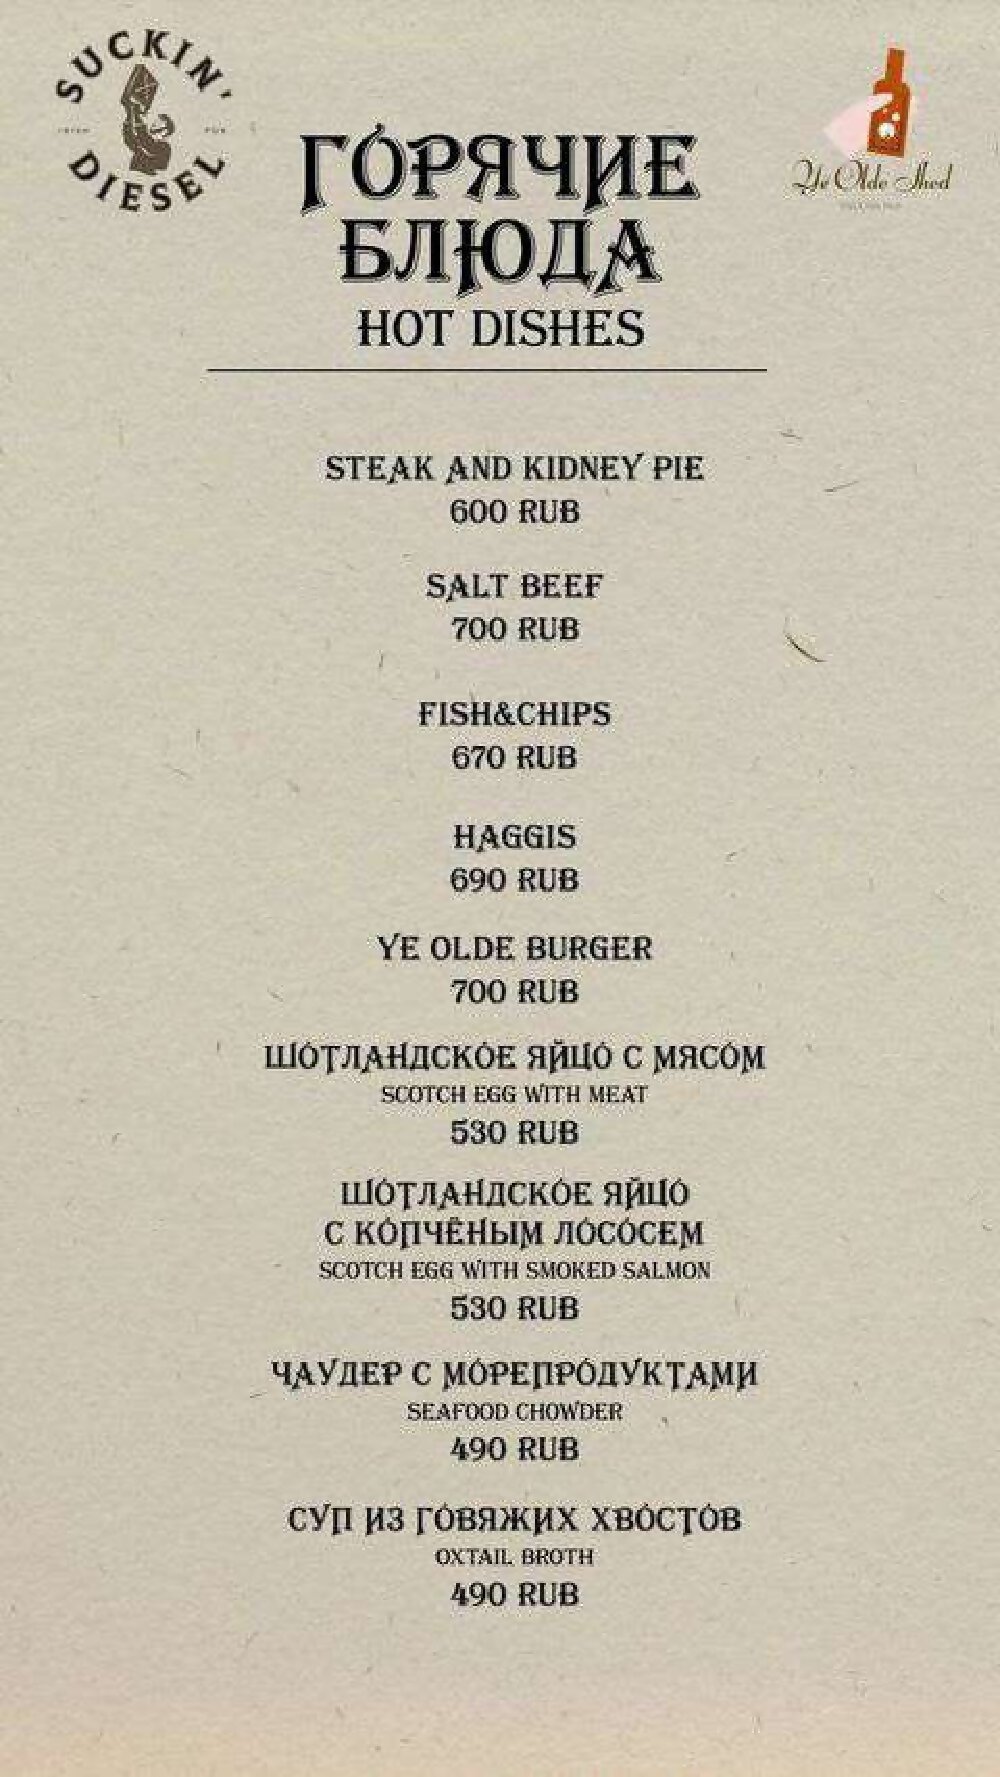 SUCKIN'
DIESEL
Ye Olde Shed
ГОРЯЧИЕ
БЛЮДА
HOT DISHES
STEAK AND KIDNEY PIE
600 RUB
SALT BEEF
700 RUB
FISH&CHIPS
670 RUB
HAGGIS
690 RUB
YE OLDE BURGER
700 RUB
ШОТЛАНДСКОЕ ЯЙЦО С МЯСОМ
SCOTCH EGG WITH MEAT
530 RUB
ШОТЛАНДСКОЕ ЯЙЦО
С КОПЧЁНЫМ ЛОСОСЕМ
SCOTCH EGG WITH SMOKED SALMON
530 RUB
ЧАУДЕР С МОРЕПРОДУКТАМИ
SEAFOOD CHOWDER
490 RUB
СУП ИЗ ГОВЯЖИХ ХВОСТОВ
OXTAIL BROTH
490 RUB